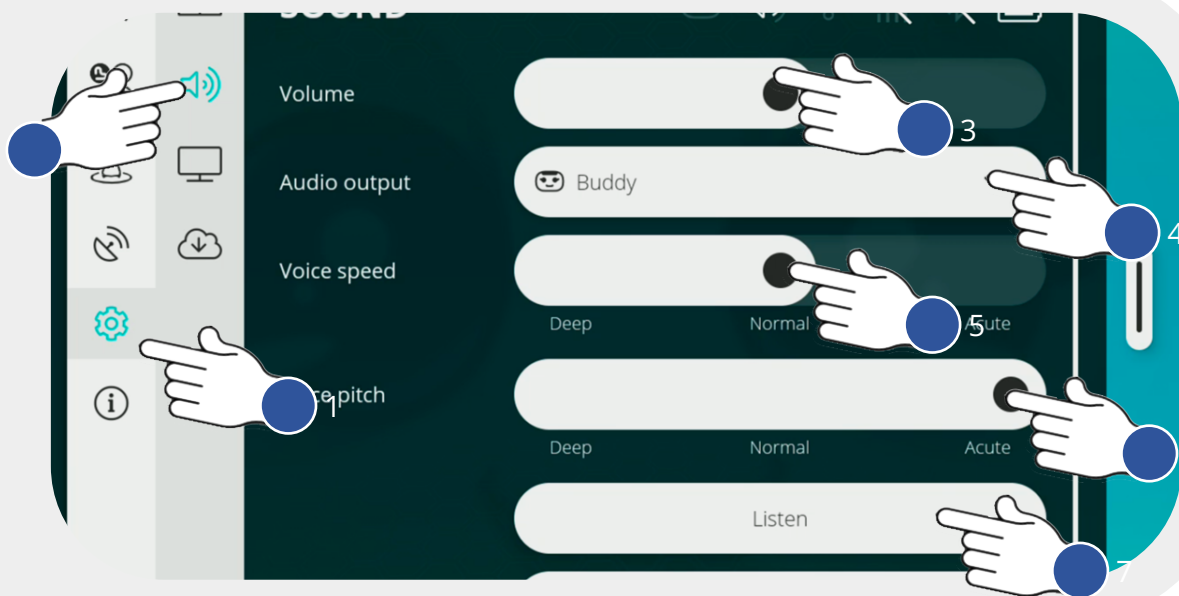 SOUND
Volume
3
Audio output
Buddy
4
Voice speed
5
Deep
Normal
Acute
pitch
1
Deep
Normal
Acute
Listen
7